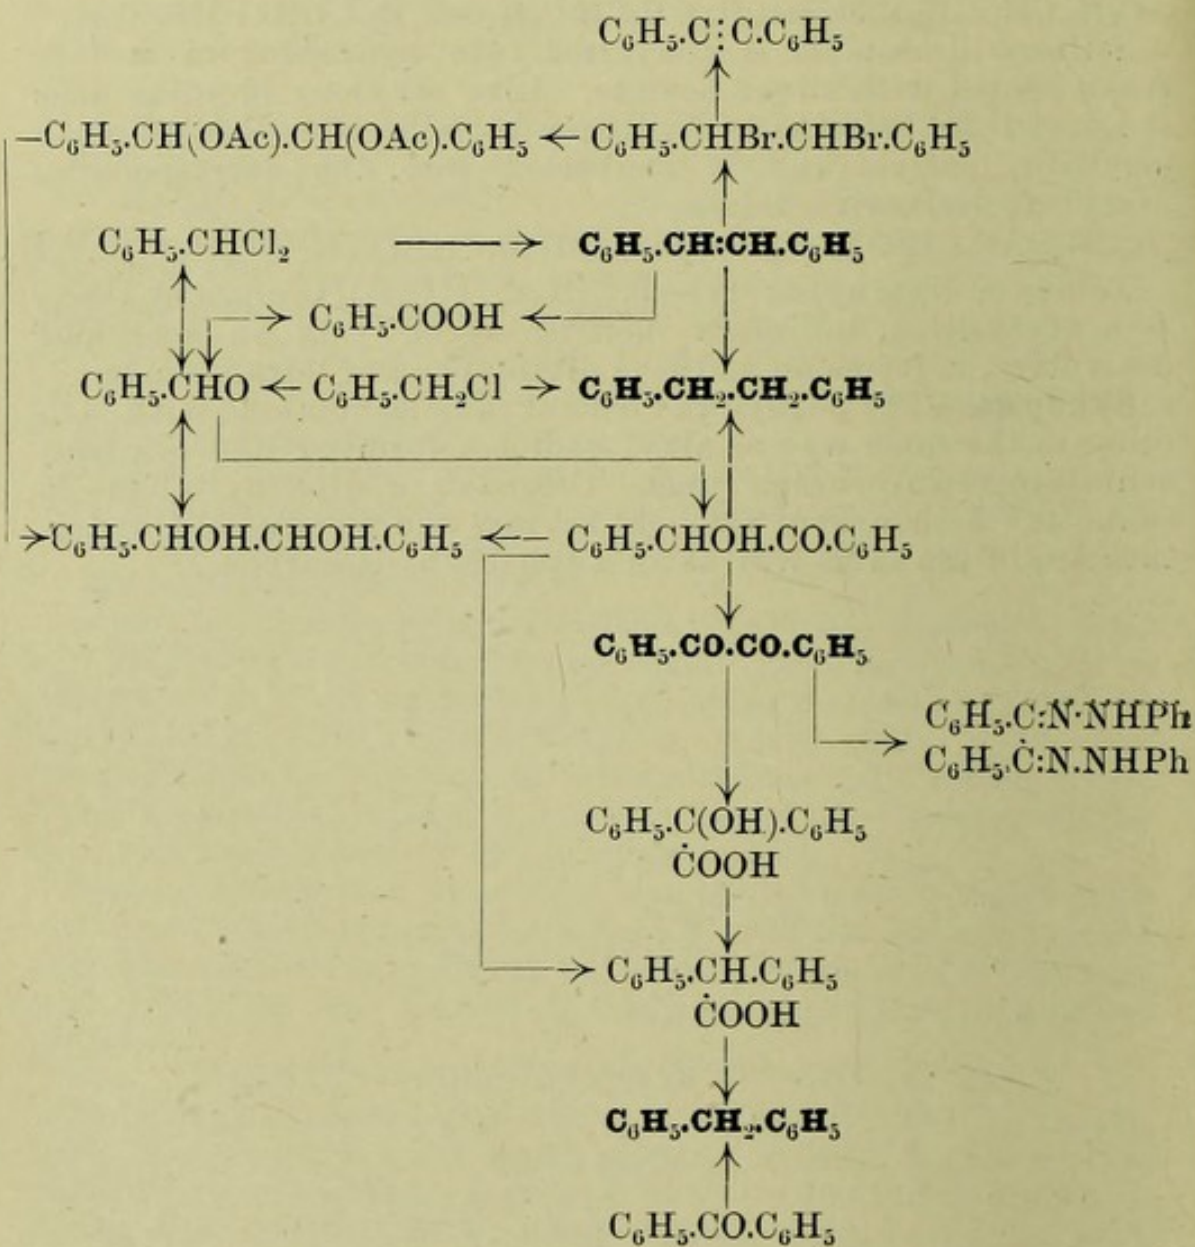 C₆H₅.C⋮C.C₆H₅
C₆H₅.CH(OAc).CH(OAc).C₆H₅ ← C₆H₅.CHBr.CHBr.C₆H₅
C₆H₅.CHCl₂ → C₆H₅.CH:CH.C₆H₅
C₆H₅.COOH
C₆H₅.CHO ← C₆H₅.CH₂Cl → C₆H₅.CH₂.CH₂.C₆H₅
C₆H₅.CHOH.CHOH.C₆H₅ ← C₆H₅.CHOH.CO.C₆H₅
C₆H₅.CO.CO.C₆H₅
C₆H₅.C:N·NHPh
C₆H₅.Ċ:N.NHPh
C₆H₅.C(OH).C₆H₅
ĊOOH
C₆H₅.CH.C₆H₅
ĊOOH
C₆H₅.CH₂.C₆H₅
C₆H₅.CO.C₆H₅